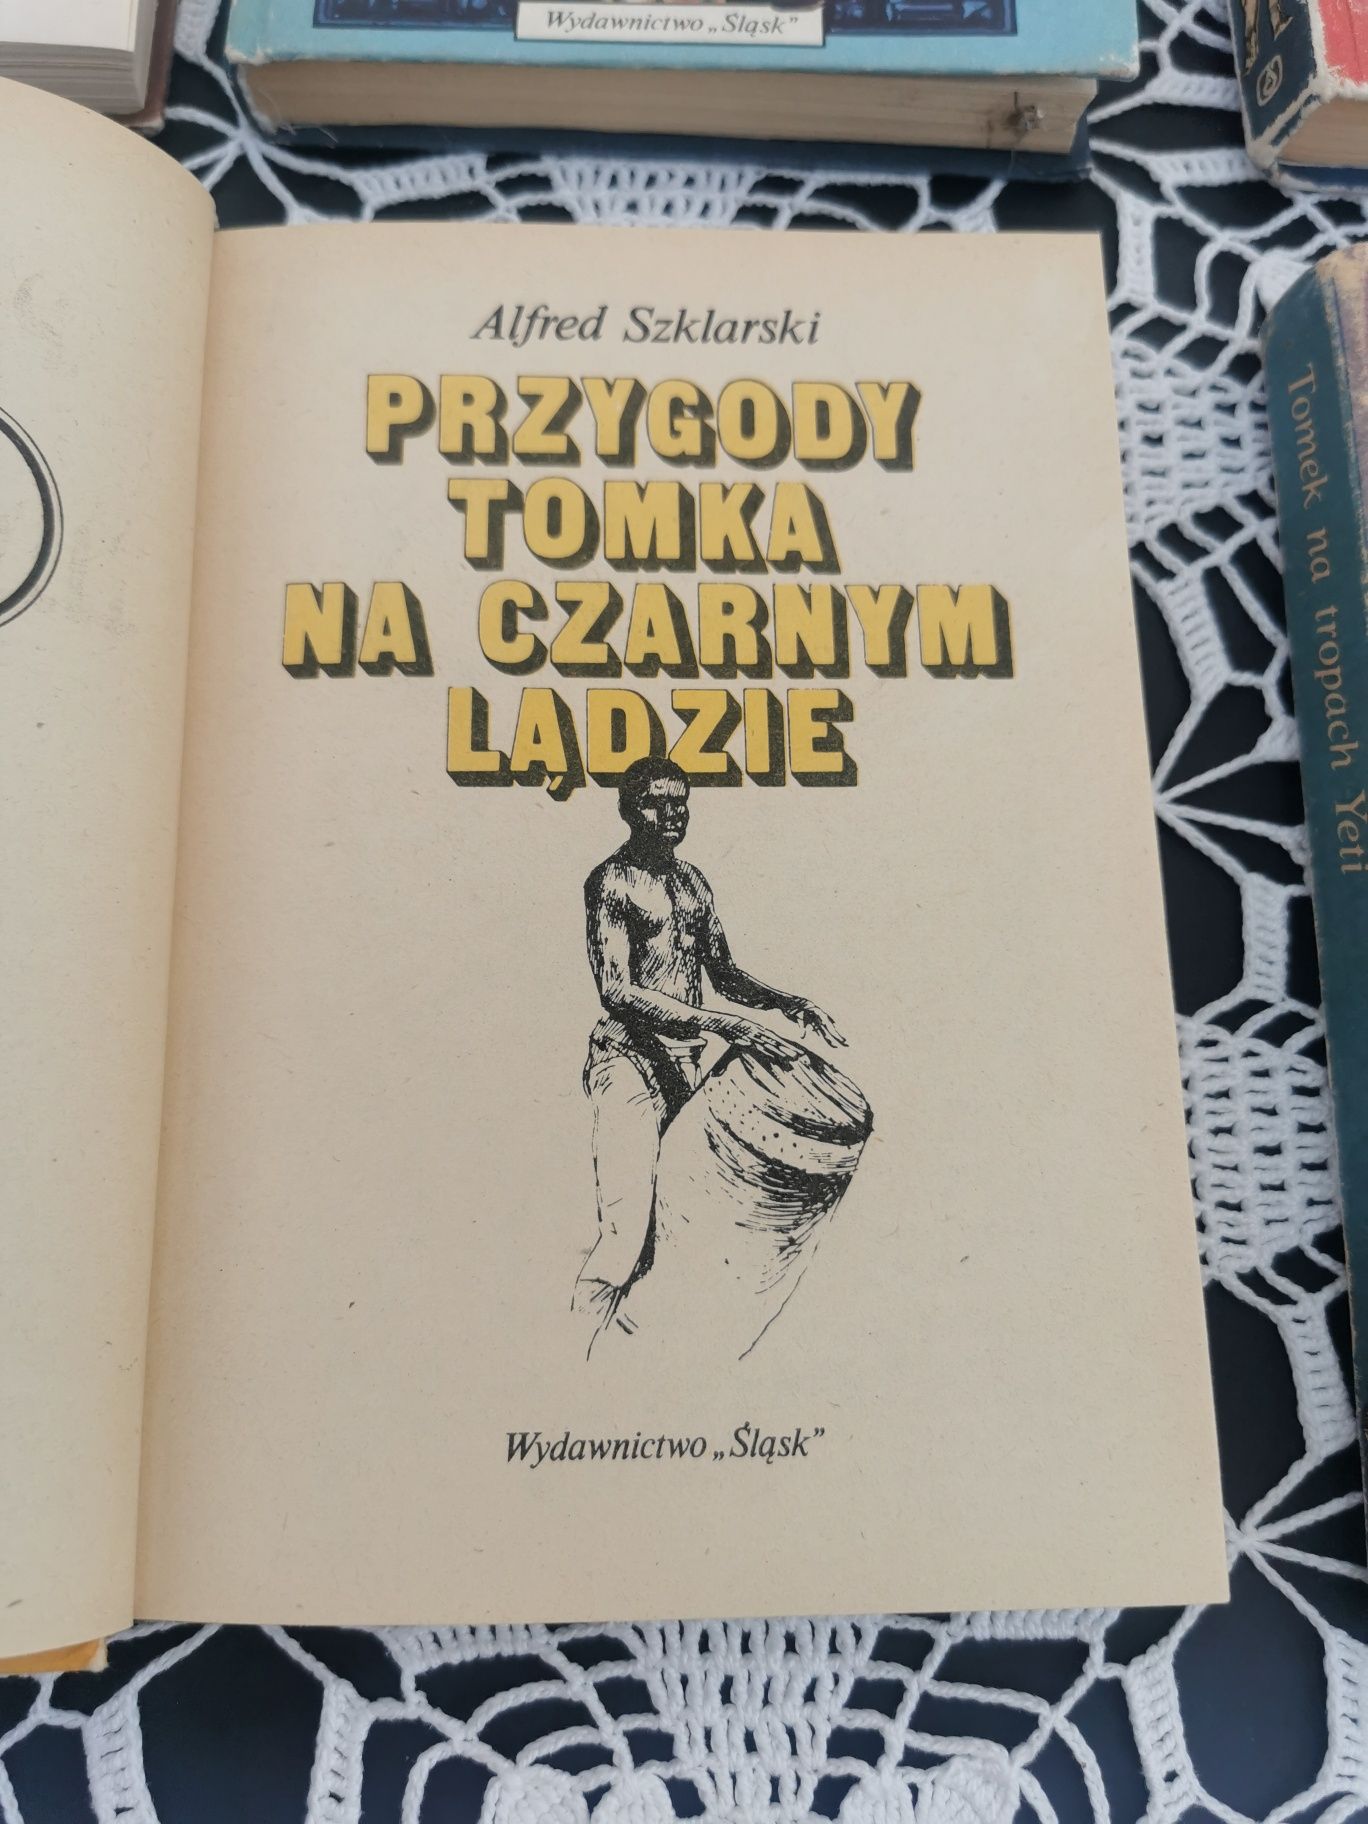 Wydawnictwo „Śląsk”
Alfred Szklarski
PRZYGODY
TOMKA
NA CZARNYM
LĄDZIE
Wydawnictwo „Śląsk”
Tomek na tropach Yeti